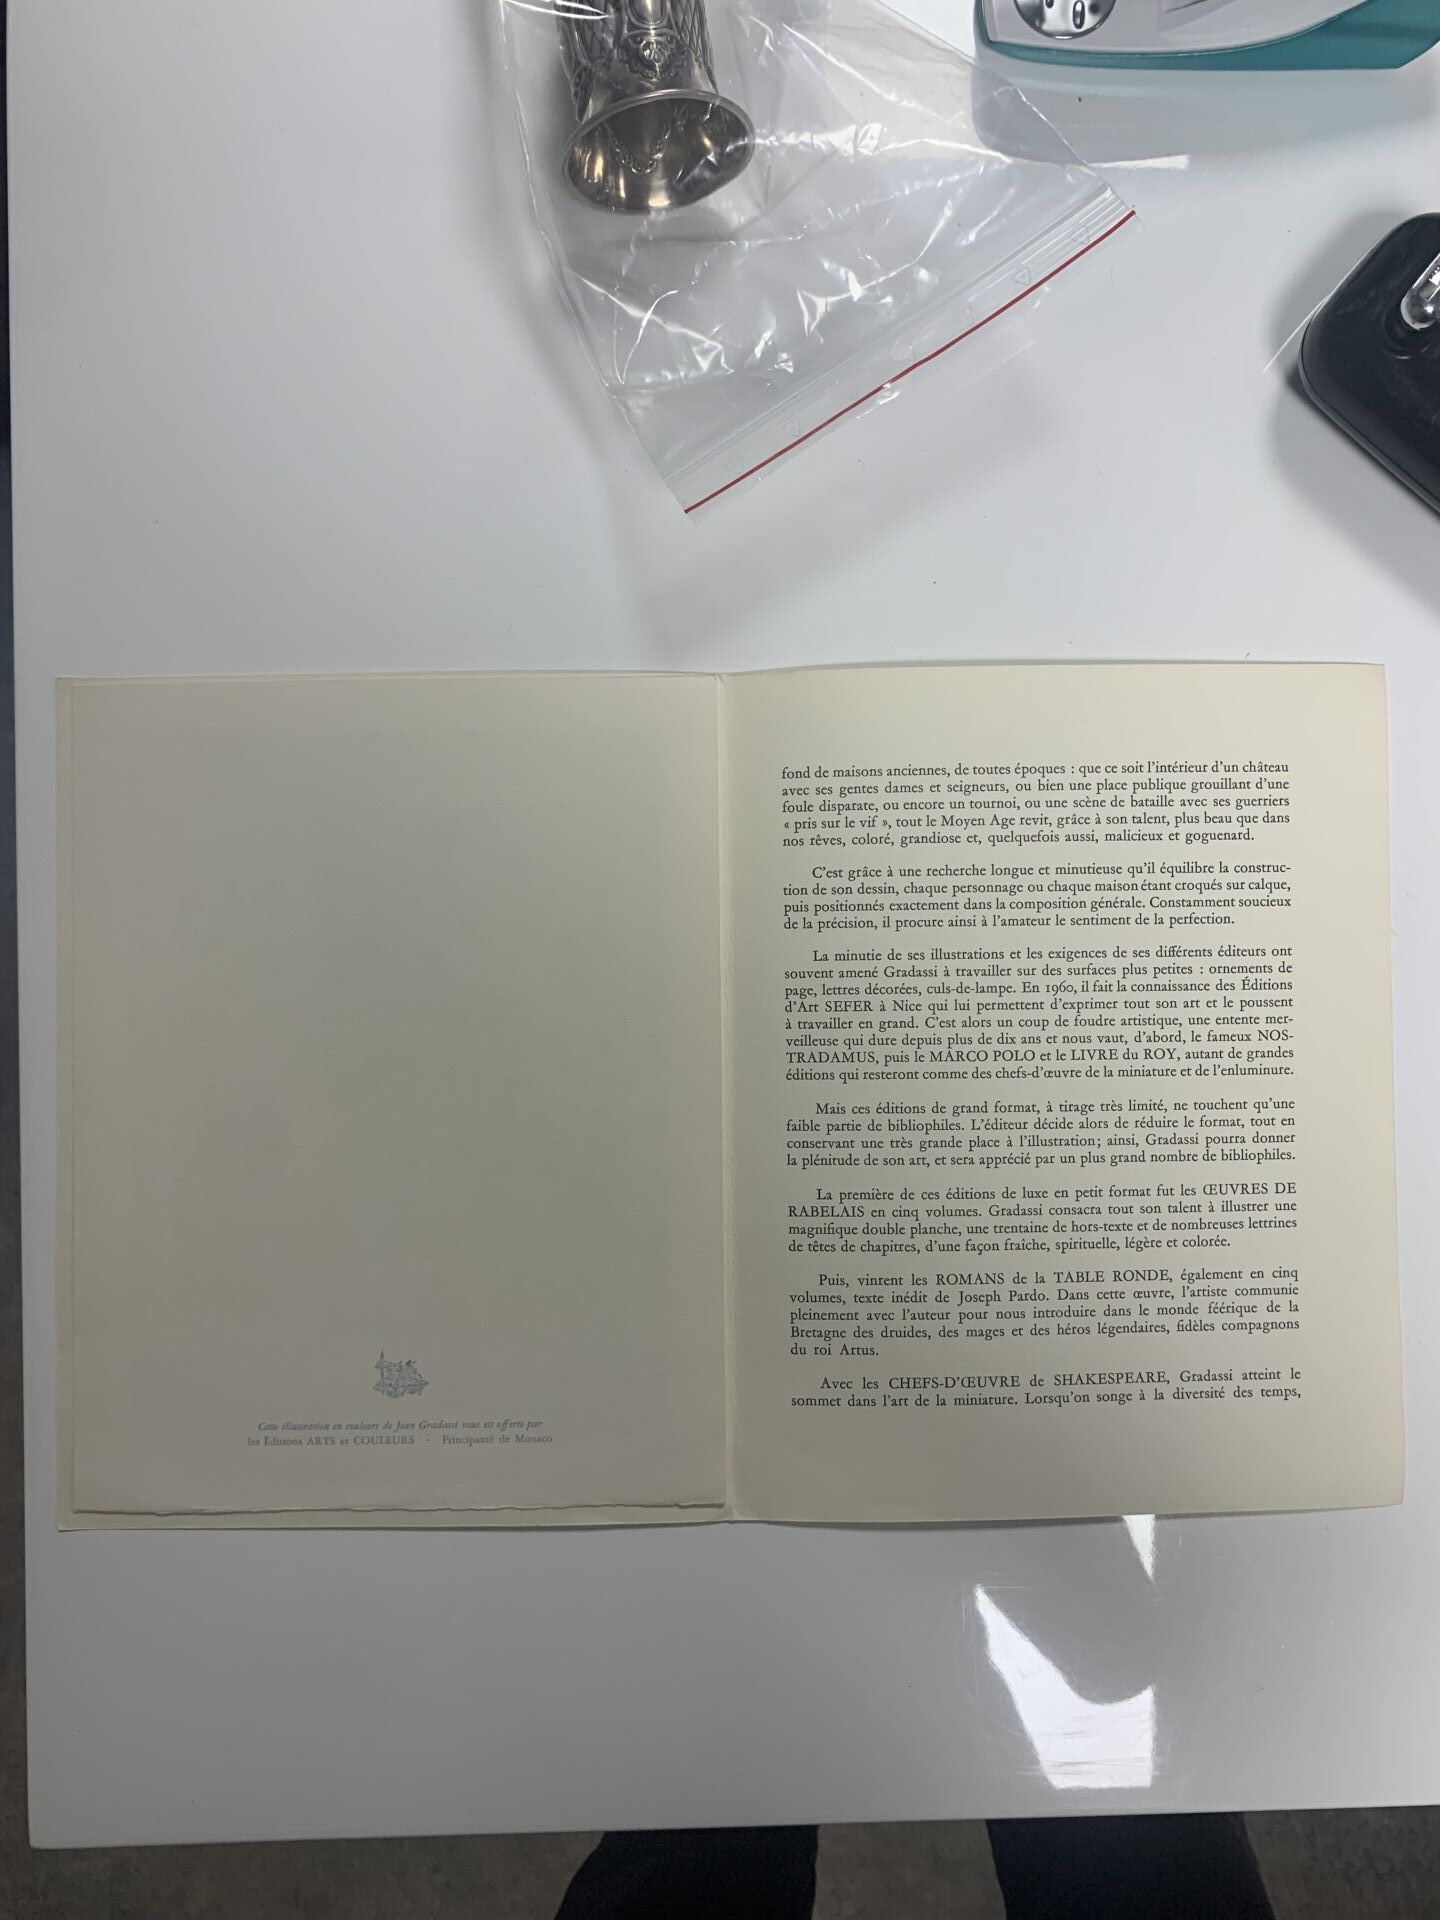 Cette illustration en couleurs de Jean Gradassi vous est offerte par
les Éditions ARTS et COULEURS - Principauté de Monaco
fond de maisons anciennes, de toutes époques : que ce soit l'intérieur d'un château
avec ses gentes dames et seigneurs, ou bien une place publique grouillant d'une
foule disparate, ou encore un tournoi, ou une scène de bataille avec ses guerriers
« pris sur le vif », tout le Moyen Age revit, grâce à son talent, plus beau que dans
nos rêves, coloré, grandiose et, quelquefois aussi, malicieux et goguenard.
C'est grâce à une recherche longue et minutieuse qu'il équilibre la construc-
tion de son dessin, chaque personnage ou chaque maison étant croqués sur calque,
puis positionnés exactement dans la composition générale. Constamment soucieux
de la précision, il procure ainsi à l'amateur le sentiment de la perfection.
La minutie de ses illustrations et les exigences de ses différents éditeurs ont
souvent amené Gradassi à travailler sur des surfaces plus petites : ornements de
page, lettres décorées, culs-de-lampe. En 1960, il fait la connaissance des Éditions
d'Art SEFER à Nice qui lui permettent d'exprimer tout son art et le poussent
à travailler en grand. C'est alors un coup de foudre artistique, une entente mer-
veilleuse qui dure depuis plus de dix ans et nous vaut, d'abord, le fameux NOS-
TRADAMUS, puis le MARCO POLO et le LIVRE du ROY, autant de grandes
éditions qui resteront comme des chefs-d'œuvre de la miniature et de l'enluminure.
Mais ces éditions de grand format, à tirage très limité, ne touchent qu'une
faible partie de bibliophiles. L'éditeur décide alors de réduire le format, tout en
conservant une très grande place à l'illustration; ainsi, Gradassi pourra donner
la plénitude de son art, et sera apprécié par un plus grand nombre de bibliophiles.
La première de ces éditions de luxe en petit format fut les ŒUVRES DE
RABELAIS en cinq volumes. Gradassi consacra tout son talent à illustrer une
magnifique double planche, une trentaine de hors-texte et de nombreuses lettrines
de têtes de chapitres, d'une façon fraîche, spirituelle, légère et colorée.
Puis, vinrent les ROMANS de la TABLE RONDE, également en cinq
volumes, texte inédit de Joseph Pardo. Dans cette œuvre, l'artiste communie
pleinement avec l'auteur pour nous introduire dans le monde féérique de la
Bretagne des druides, des mages et des héros légendaires, fidèles compagnons
du roi Artus.
Avec les CHEFS-D'ŒUVRE de SHAKESPEARE, Gradassi atteint le
sommet dans l'art de la miniature. Lorsqu'on songe à la diversité des temps,